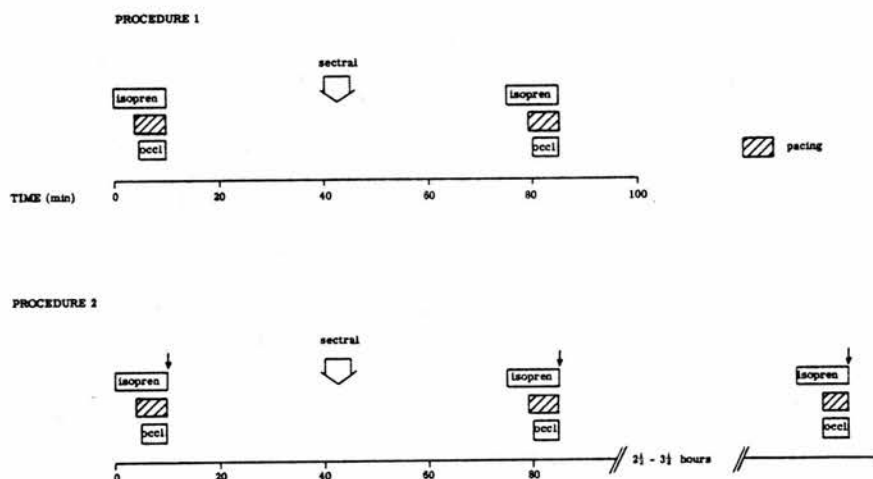 PROCEDURE 1
sectral
isopren
isopren
occl
occl
pacing
TIME (min)
0
20
40
60
80
100
PROCEDURE 2
sectral
isopren
isopren
isopren
occl
occl
occl
2½ - 3½ hours
0
20
40
60
80